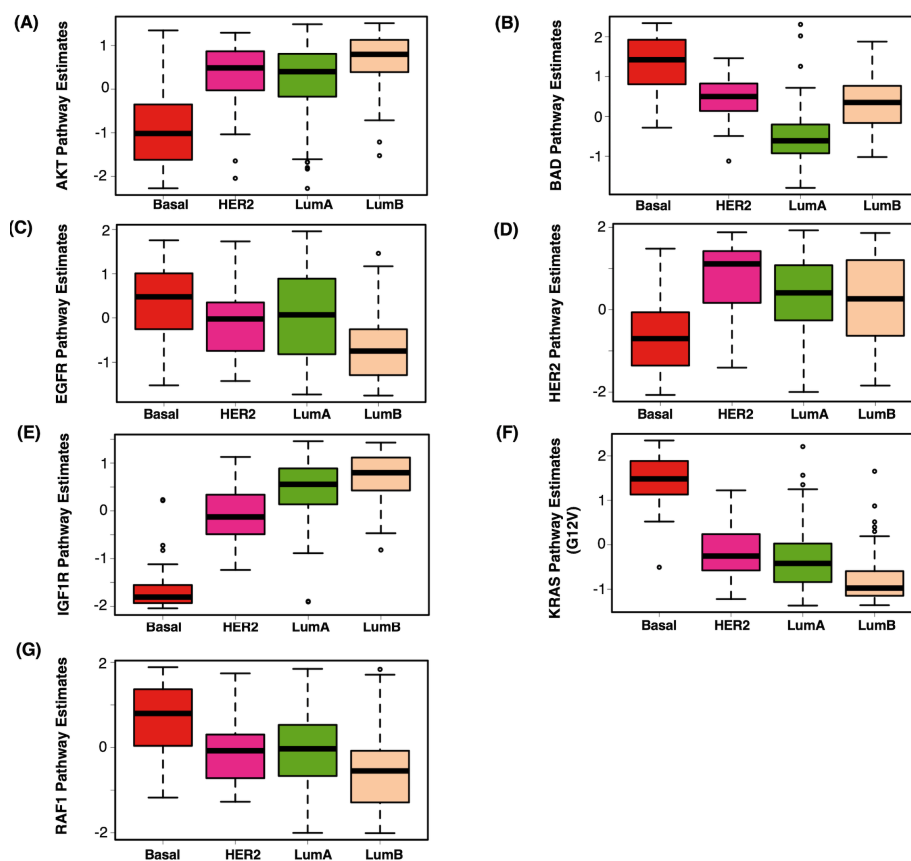 (A)
AKT Pathway Estimates
1
0
-1
-2
Basal HER2 LumA LumB
(B)
BAD Pathway Estimates
2
1
0
-1
Basal HER2 LumA LumB
(C)
EGFR Pathway Estimates
1
0
-1
Basal HER2 LumA LumB
(D)
HER2 Pathway Estimates
2
0
-2
Basal HER2 LumA LumB
(E)
IGF1R Pathway Estimates
1
0
-1
-2
Basal HER2 LumA LumB
(F)
KRAS Pathway Estimates
(G12V)
2
1
0
-1
Basal HER2 LumA LumB
(G)
RAF1 Pathway Estimates
2
0
-2
Basal HER2 LumA LumB